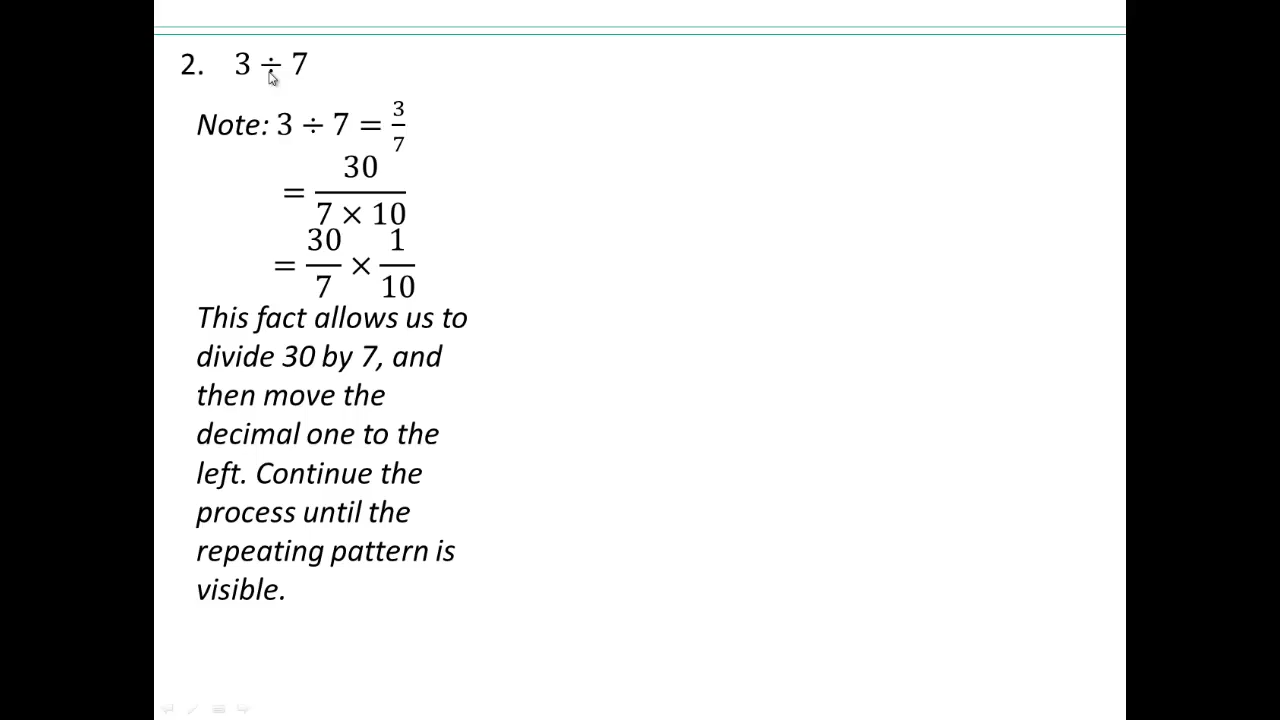 2. 3 ÷ 7
Note: 3 ÷ 7 = 3/7
= 30/(7 × 10)
= 30/7 × 1/10
This fact allows us to
divide 30 by 7, and
then move the
decimal one to the
left. Continue the
process until the
repeating pattern is
visible.